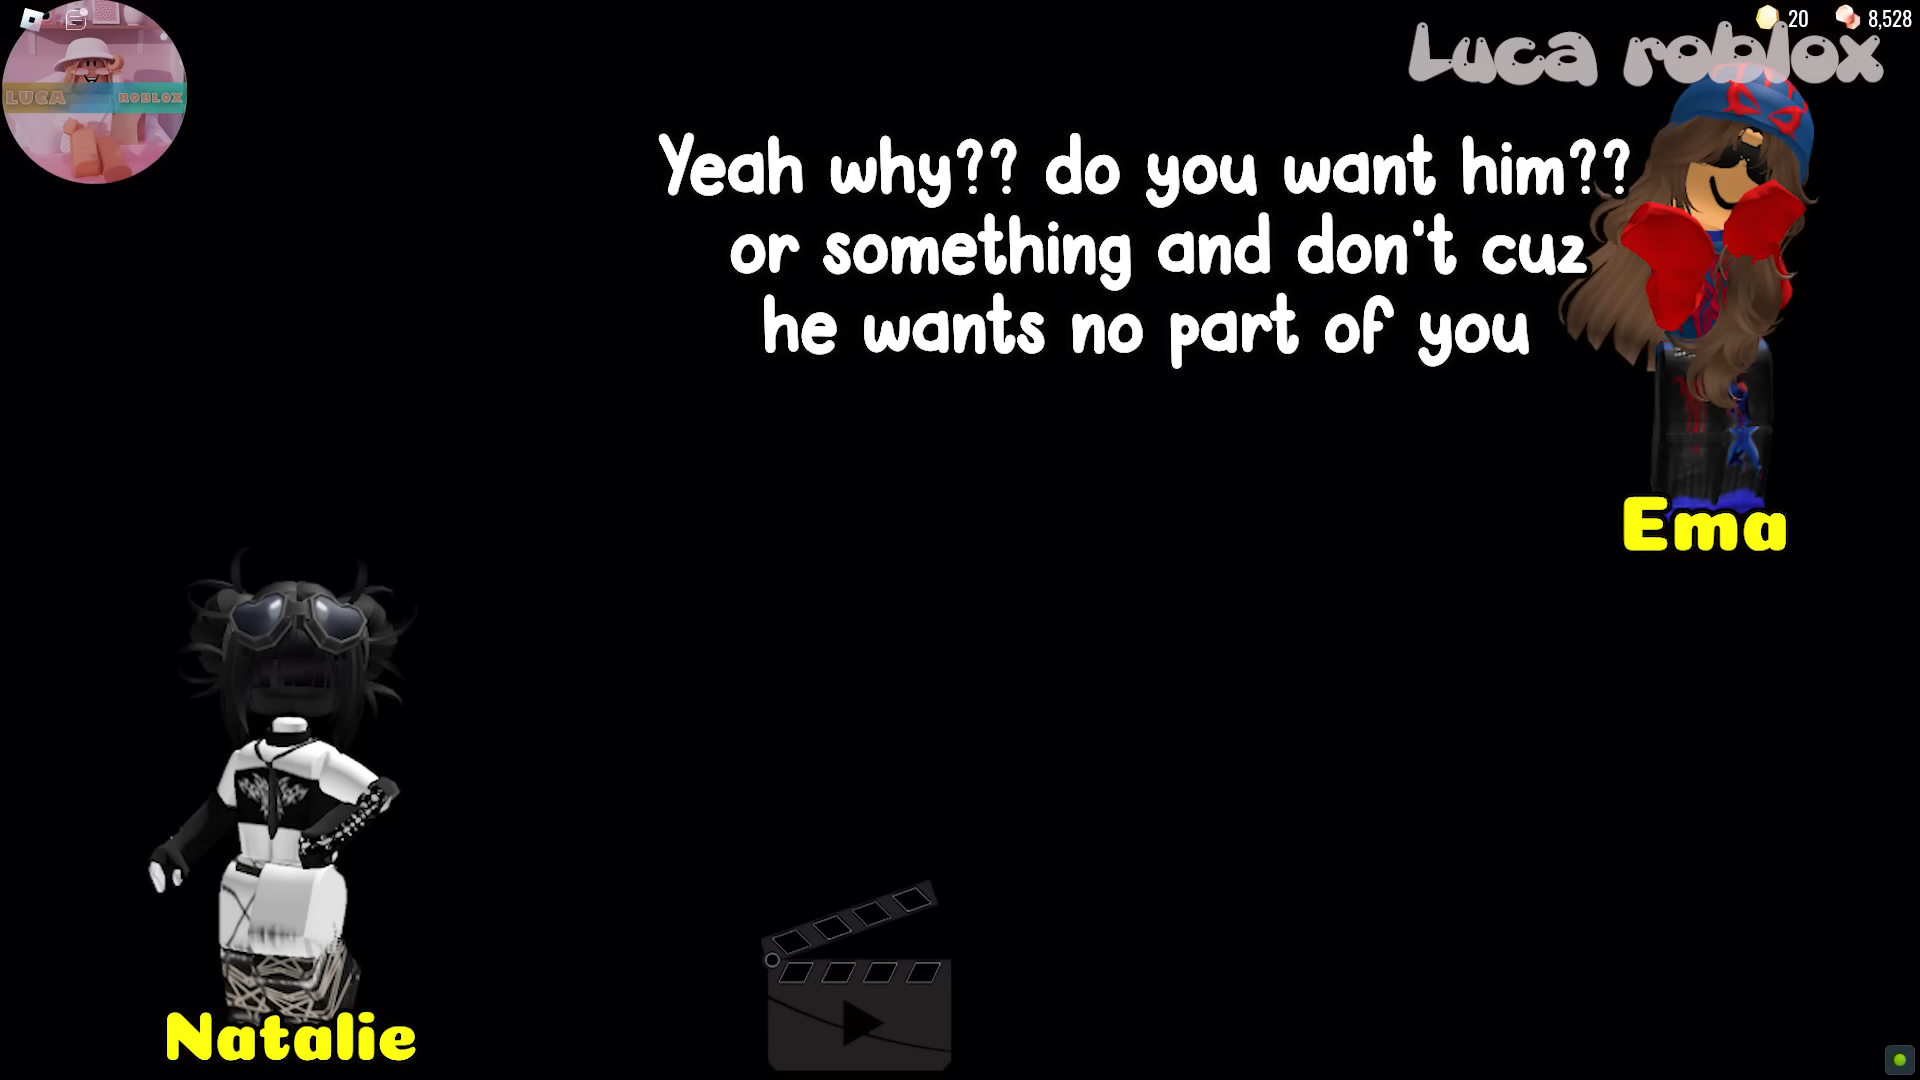 20 8,528
Luca roblox
LUCA ROBLOX
Yeah why?? do you want him??
or something and don't cuz
he wants no part of you
Ema
Natalie